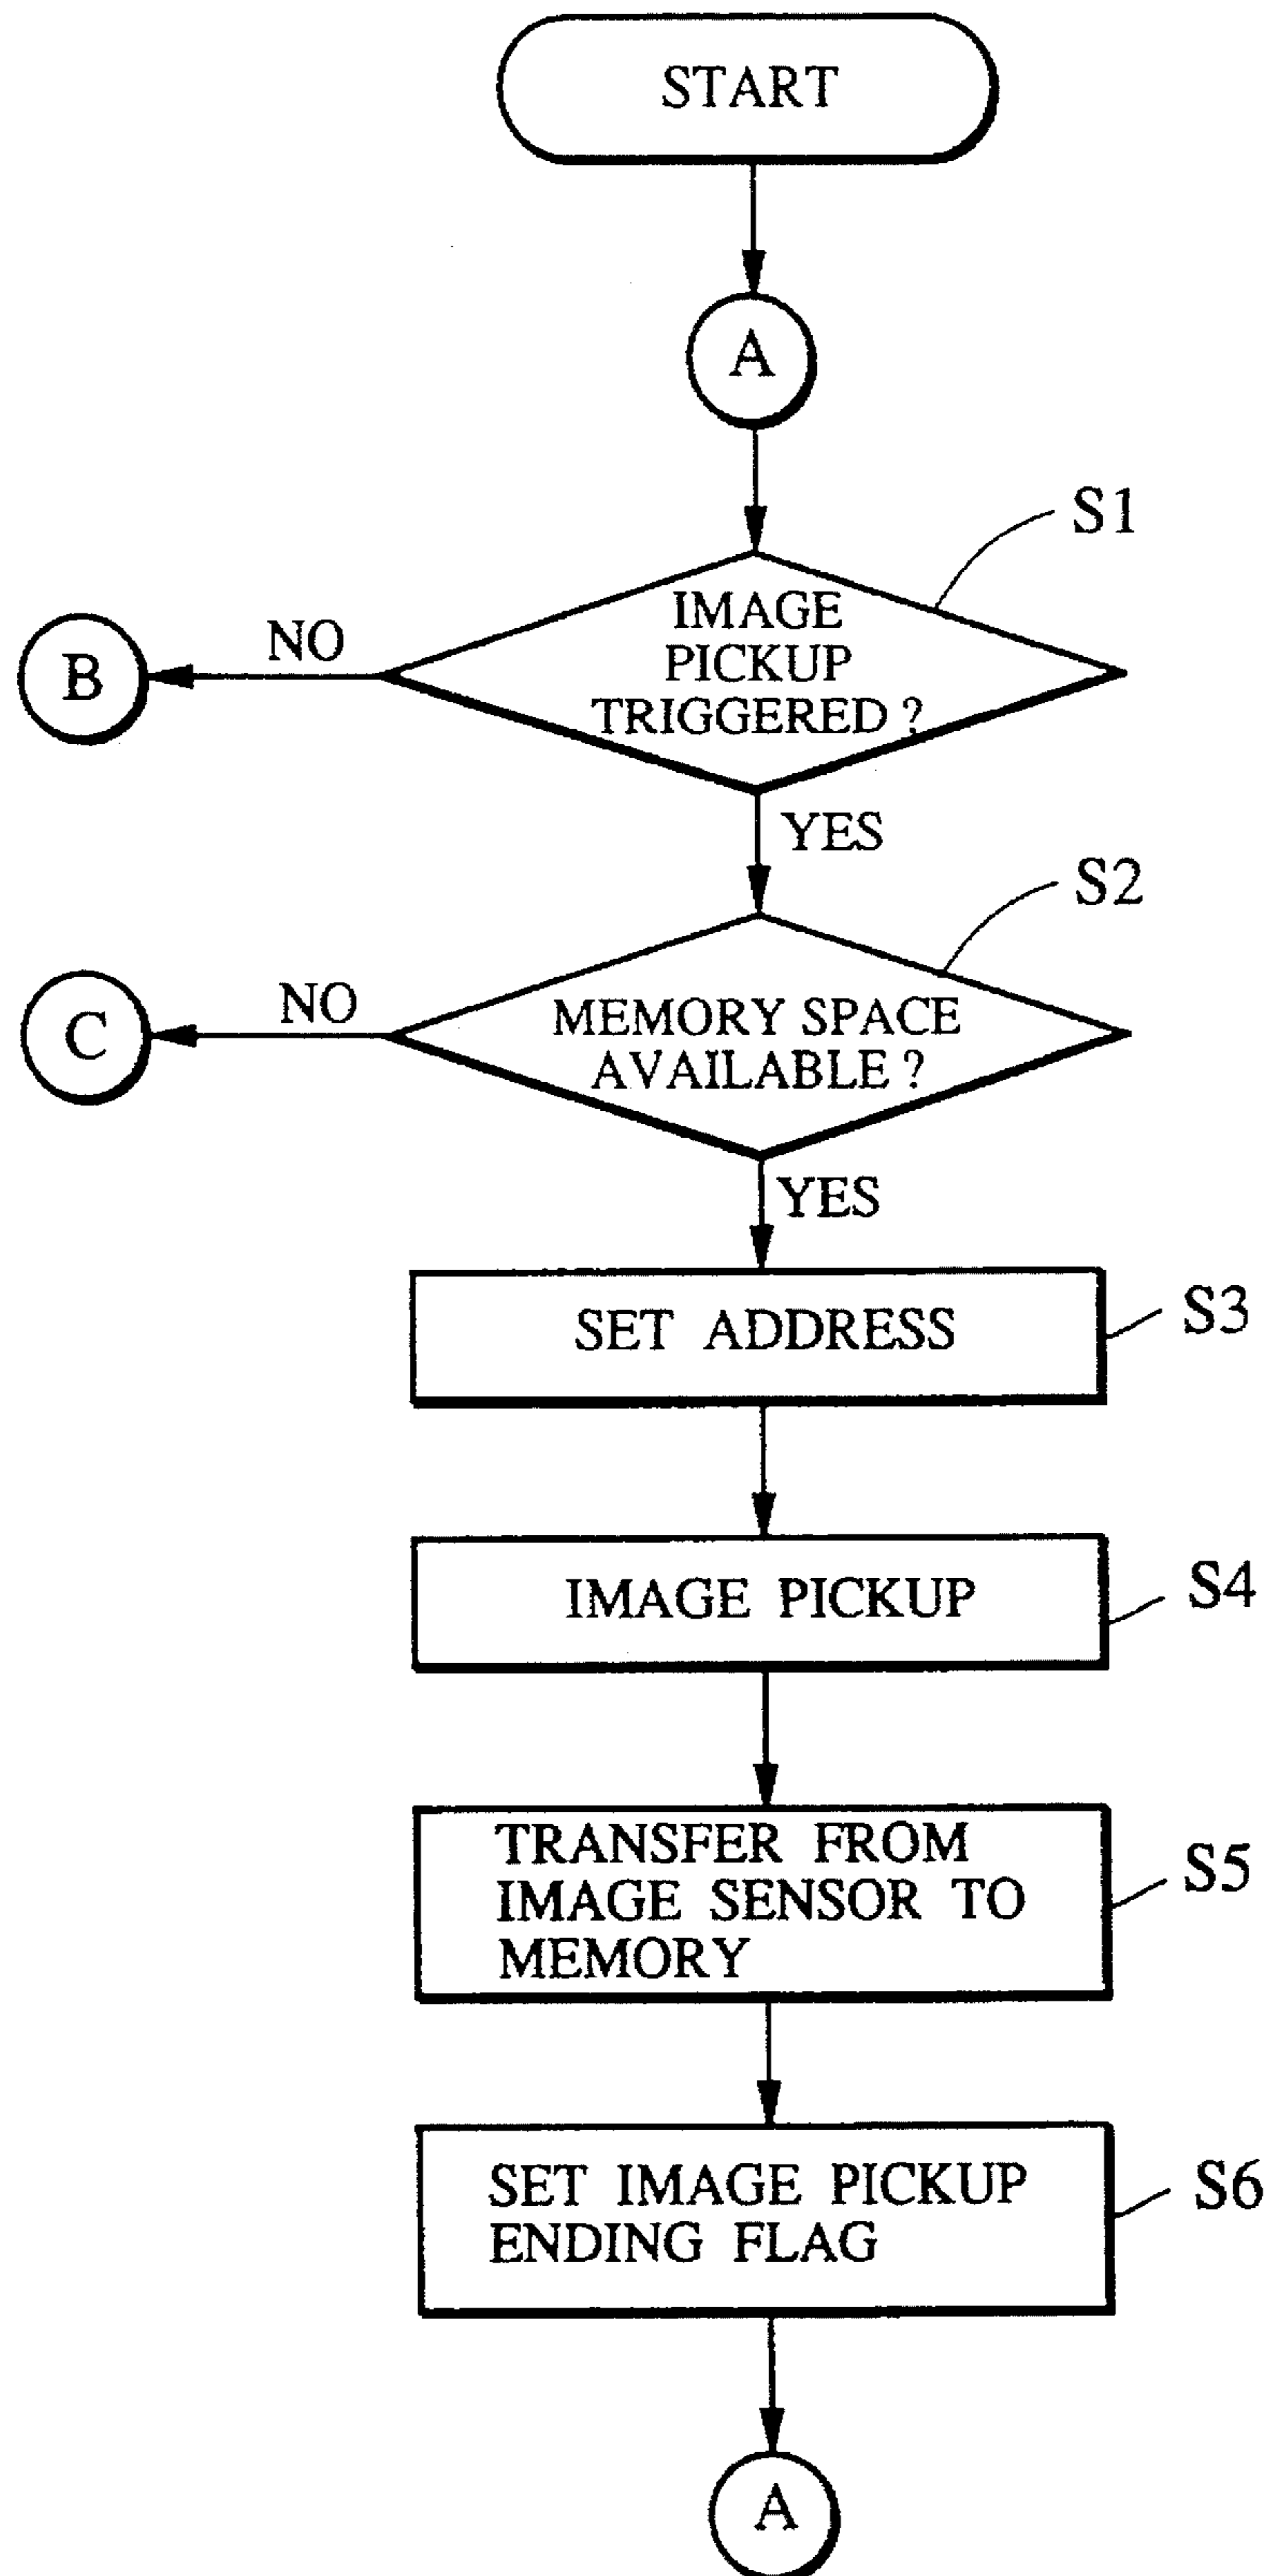 START
A
S1
IMAGE
PICKUP
TRIGGERED ?
NO
B
YES
S2
MEMORY SPACE
AVAILABLE ?
NO
C
YES
SET ADDRESS
S3
IMAGE PICKUP
S4
TRANSFER FROM
IMAGE SENSOR TO
MEMORY
S5
SET IMAGE PICKUP
ENDING FLAG
S6
A